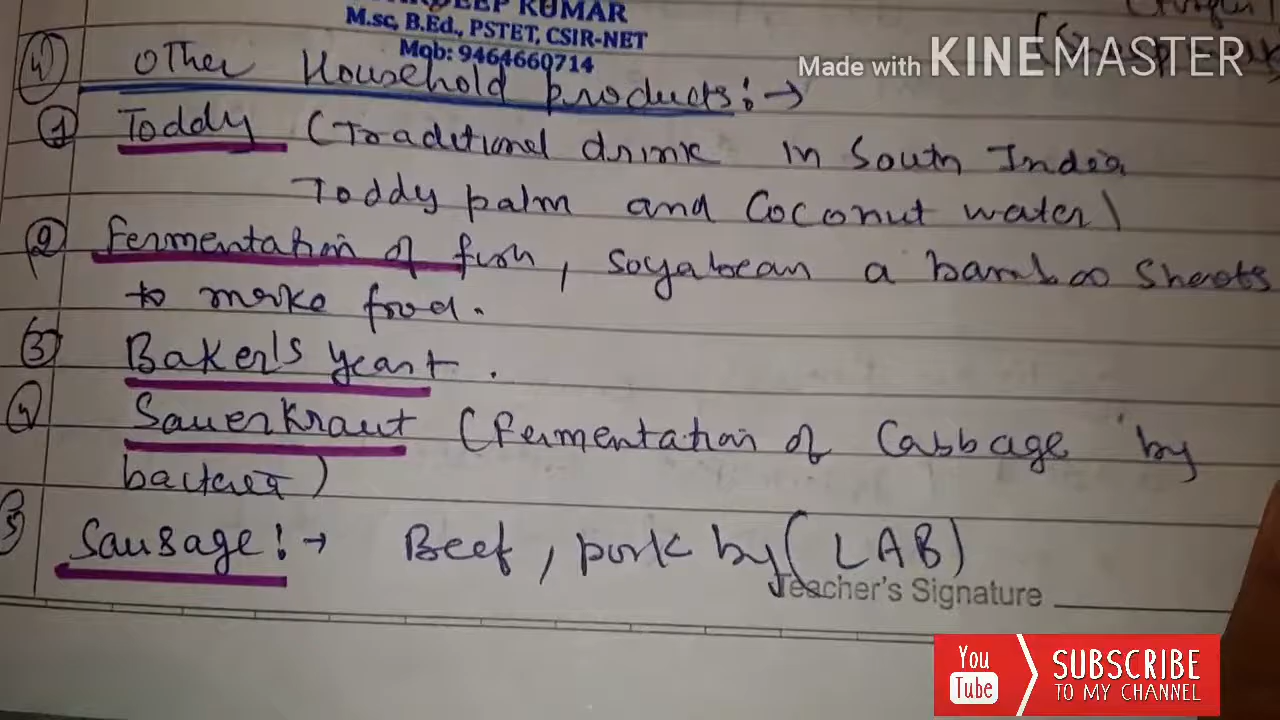 DEEP KUMAR
M.sc, B.Ed., PSTET, CSIR-NET
Mob: 9464660714
Made with KINEMASTER
4) Other Household products:→
① Toddy (Traditional drink in South India
Toddy palm and Coconut water)
② Fermentation of fish, Soyabean a bamboo Shoots
to make food.
③ Baker's yeast.
④ Sauerkraut (fermentation of Cabbage by
bacteria)
5) Sausage:→ Beef, pork by (LAB)
Teacher's Signature
You Tube SUBSCRIBE
TO MY CHANNEL